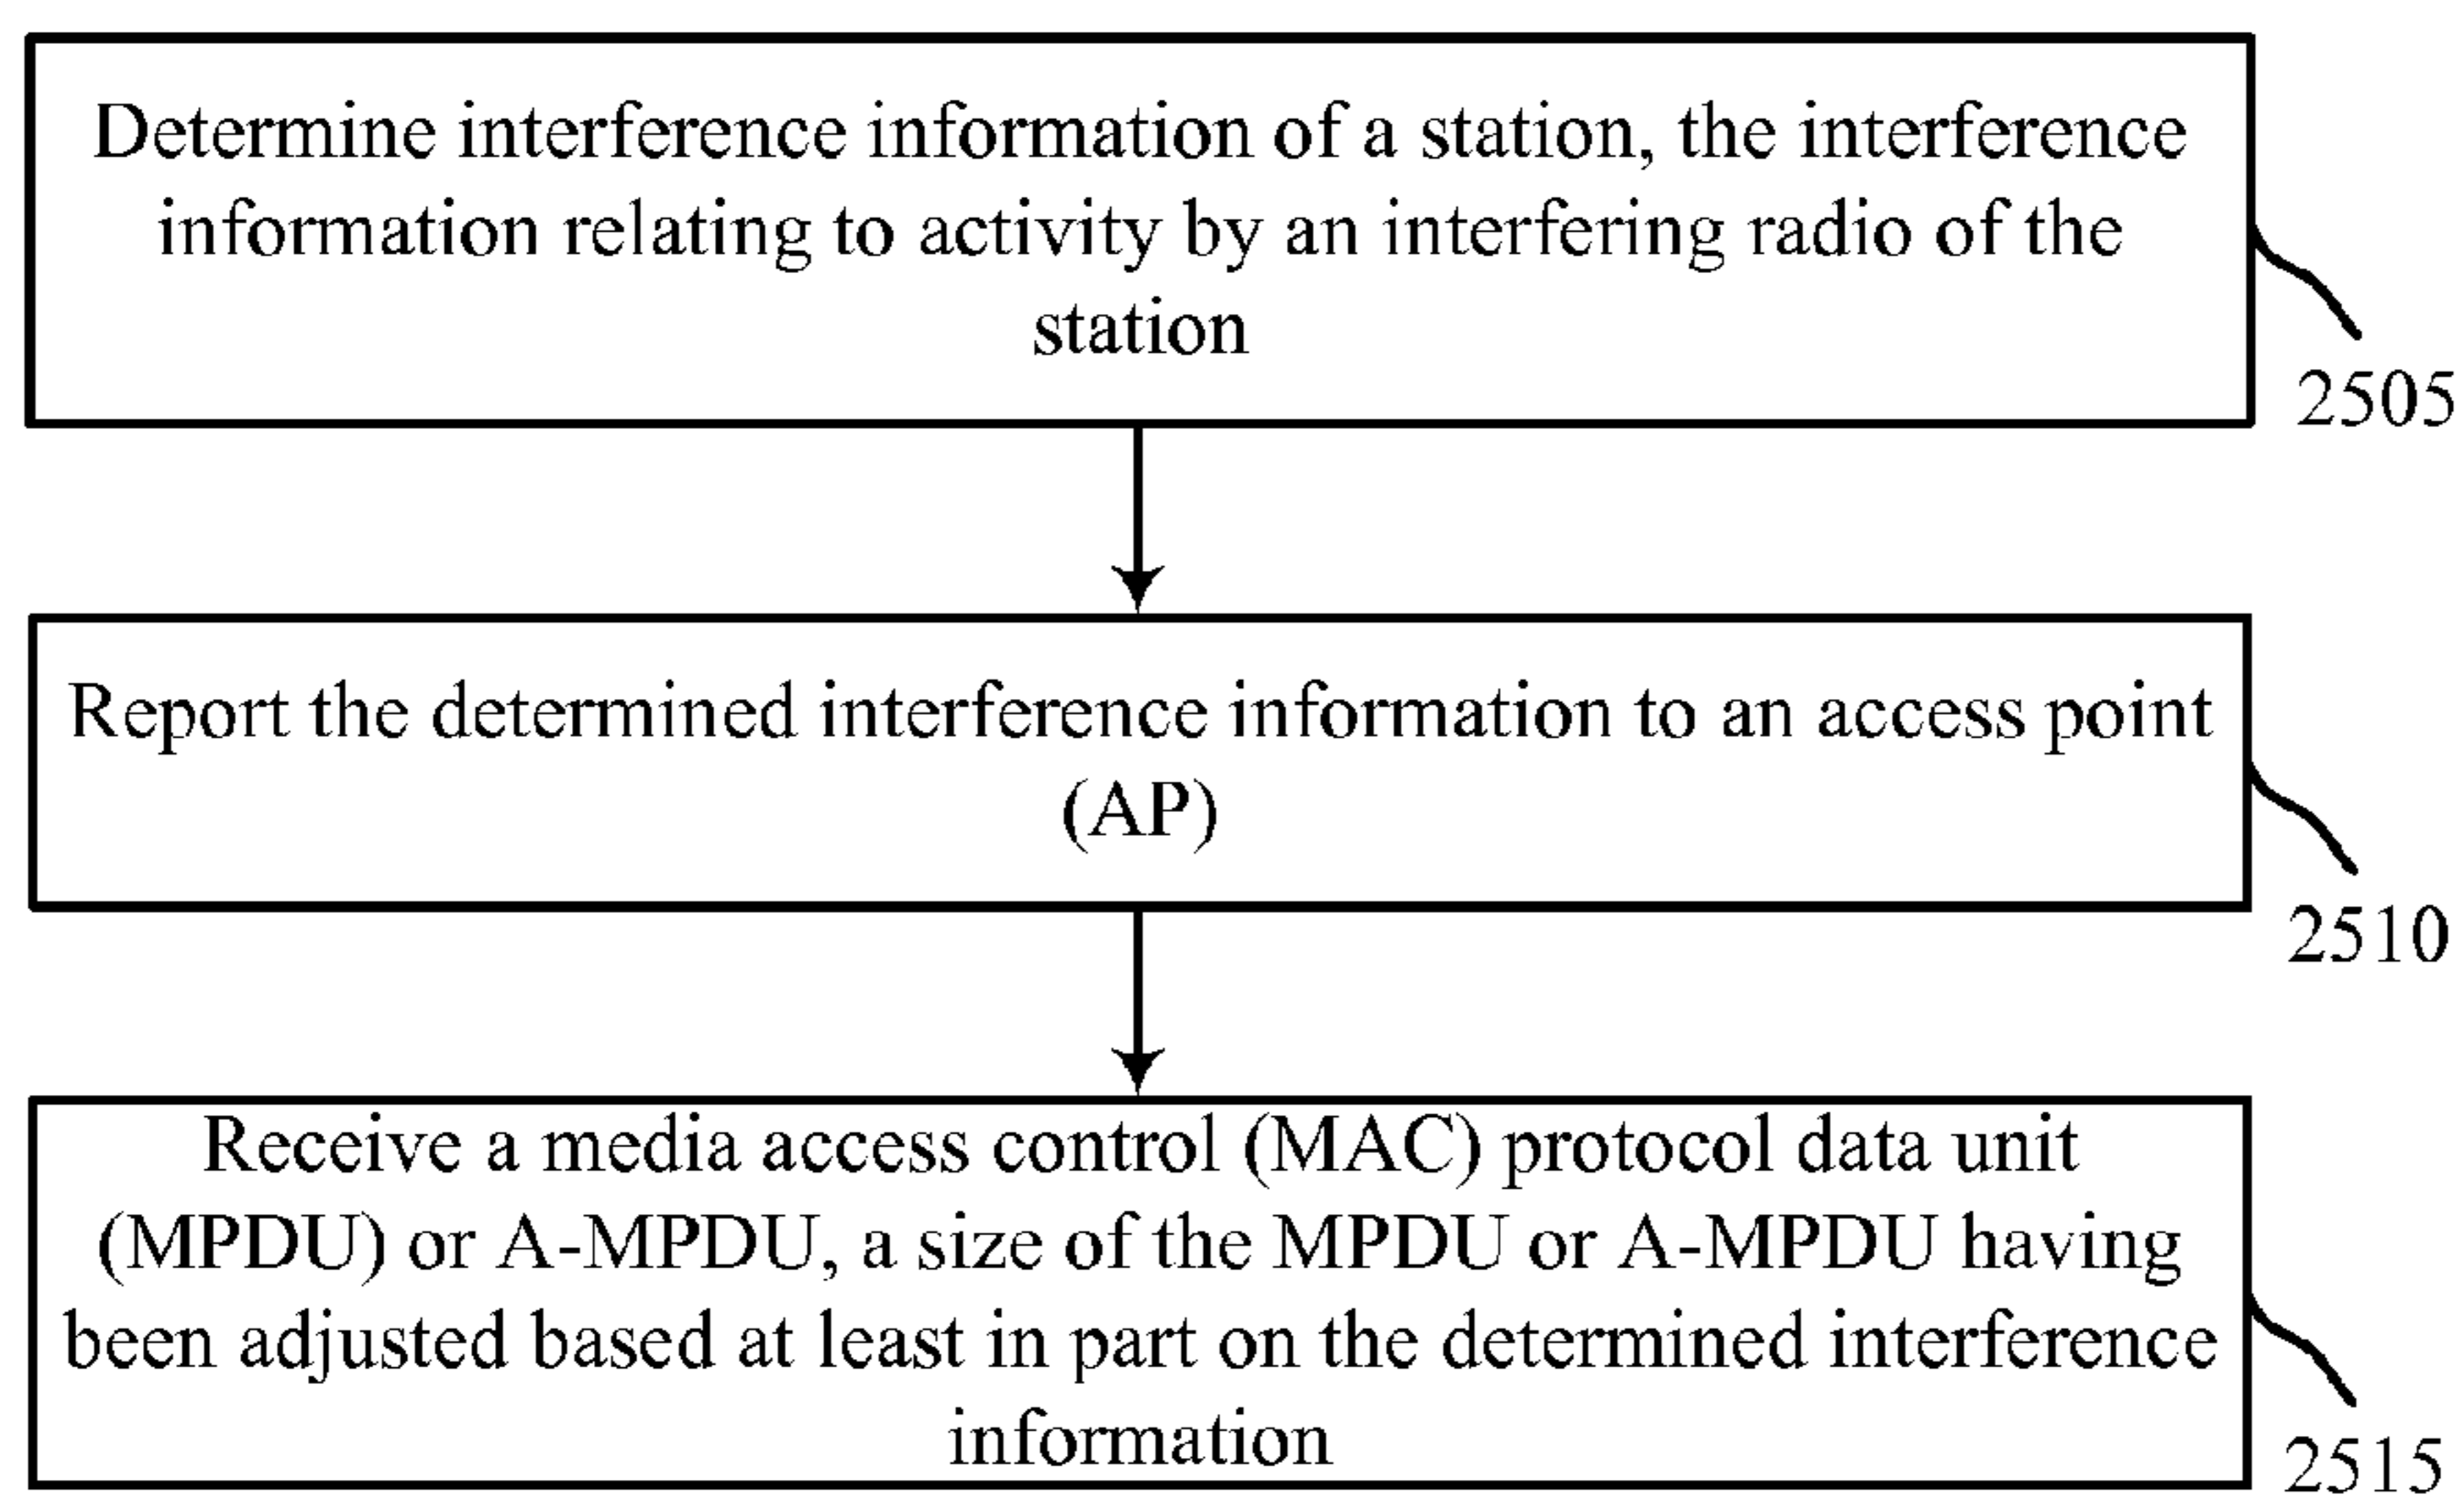 Determine interference information of a station, the interference
information relating to activity by an interfering radio of the
station
2505
Report the determined interference information to an access point
(AP)
2510
Receive a media access control (MAC) protocol data unit
(MPDU) or A-MPDU, a size of the MPDU or A-MPDU having
been adjusted based at least in part on the determined interference
information
2515